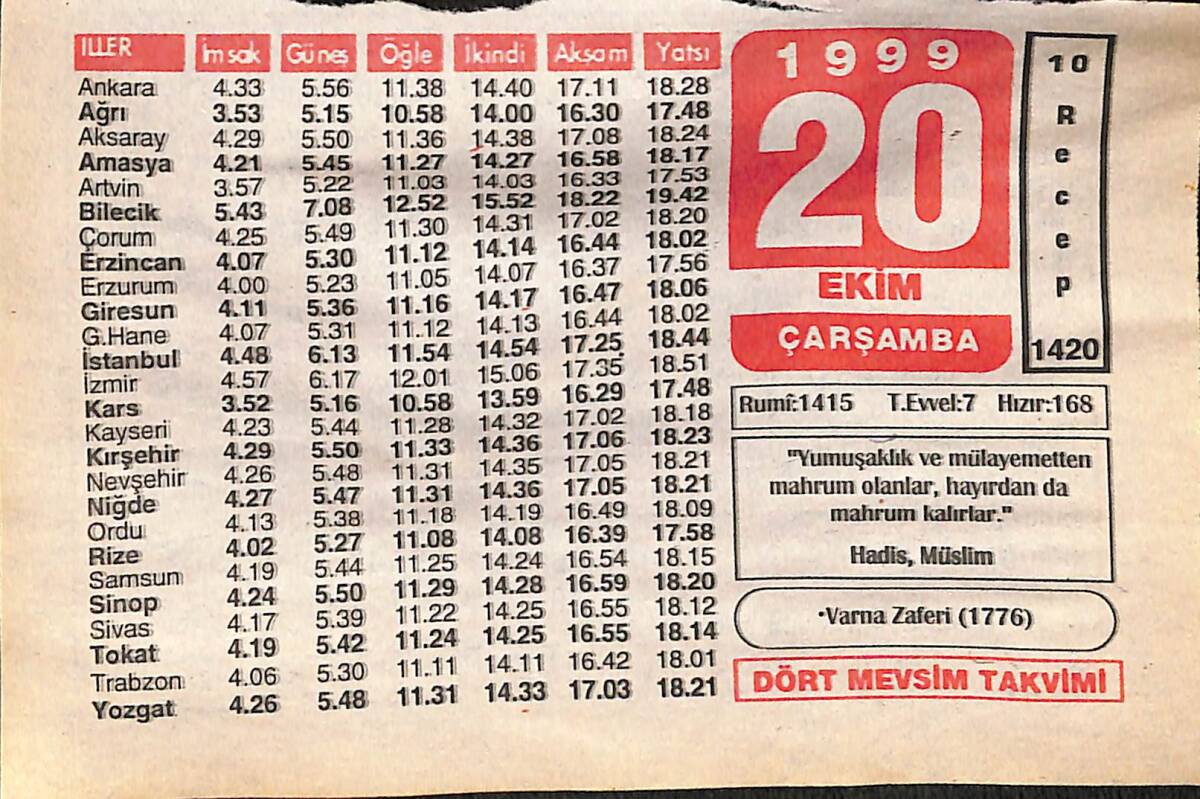 İLLER İmsak Güneş Öğle İkindi Akşam Yatsı
Ankara 4.33 5.56 11.38 14.40 17.11 18.28
Ağrı 3.53 5.15 10.58 14.00 16.30 17.48
Aksaray 4.29 5.50 11.36 14.38 17.08 18.24
Amasya 4.21 5.45 11.27 14.27 16.58 18.17
Artvin 3.57 5.22 11.03 14.03 16.33 17.53
Bilecik 5.43 7.08 12.52 15.52 18.22 19.42
Çorum 4.25 5.49 11.30 14.31 17.02 18.20
Erzincan 4.07 5.30 11.12 14.14 16.44 18.02
Erzurum 4.00 5.23 11.05 14.07 16.37 17.56
Giresun 4.11 5.36 11.16 14.17 16.47 18.06
G.Hane 4.07 5.31 11.12 14.13 16.44 18.02
İstanbul 4.48 6.13 11.54 14.54 17.25 18.44
İzmir 4.57 6.17 12.01 15.06 17.35 18.51
Kars 3.52 5.16 10.58 13.59 16.29 17.48
Kayseri 4.23 5.44 11.28 14.32 17.02 18.18
Kırşehir 4.29 5.50 11.33 14.36 17.06 18.23
Nevşehir 4.26 5.48 11.31 14.35 17.05 18.21
Niğde 4.27 5.47 11.31 14.36 17.05 18.21
Ordu 4.13 5.38 11.18 14.19 16.49 18.09
Rize 4.02 5.27 11.08 14.08 16.39 17.58
Samsun 4.19 5.44 11.25 14.24 16.54 18.15
Sinop 4.24 5.50 11.29 14.28 16.59 18.20
Sivas 4.17 5.39 11.22 14.25 16.55 18.12
Tokat 4.19 5.42 11.24 14.25 16.55 18.14
Trabzon 4.06 5.30 11.11 14.11 16.42 18.01
Yozgat 4.26 5.48 11.31 14.33 17.03 18.21
1999
20
EKİM
ÇARŞAMBA
10
Recep
1420
Rumî:1415 T.Evvel:7 Hızır:168
"Yumuşaklık ve mülayemetten
mahrum olanlar, hayırdan da
mahrum kalırlar."
Hadis, Müslim
•Varna Zaferi (1776)
DÖRT MEVSİM TAKVİMİ